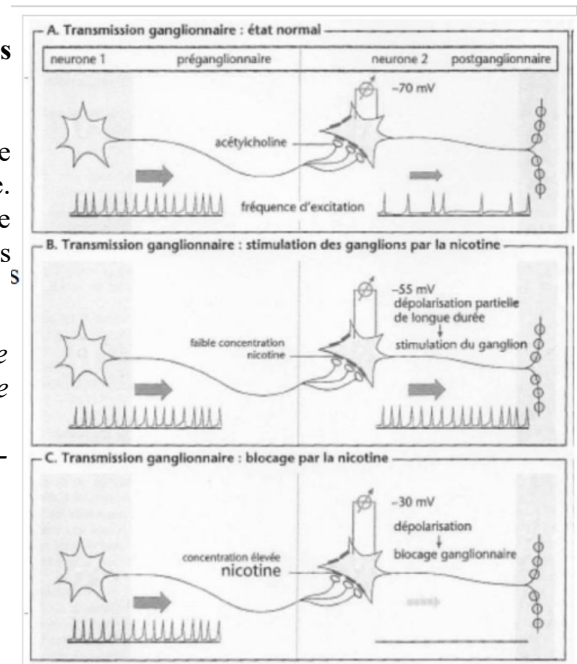 A. Transmission ganglionnaire : état normal
neurone 1 préganglionnaire neurone 2 postganglionnaire
–70 mV
acétylcholine
fréquence d'excitation
B. Transmission ganglionnaire : stimulation des ganglions par la nicotine
–55 mV
dépolarisation partielle
de longue durée
faible concentration
nicotine
stimulation du ganglion
C. Transmission ganglionnaire : blocage par la nicotine
–30 mV
dépolarisation
concentration élevée
nicotine
blocage ganglionnaire
s
e
e.
e
s
s
e
e
-